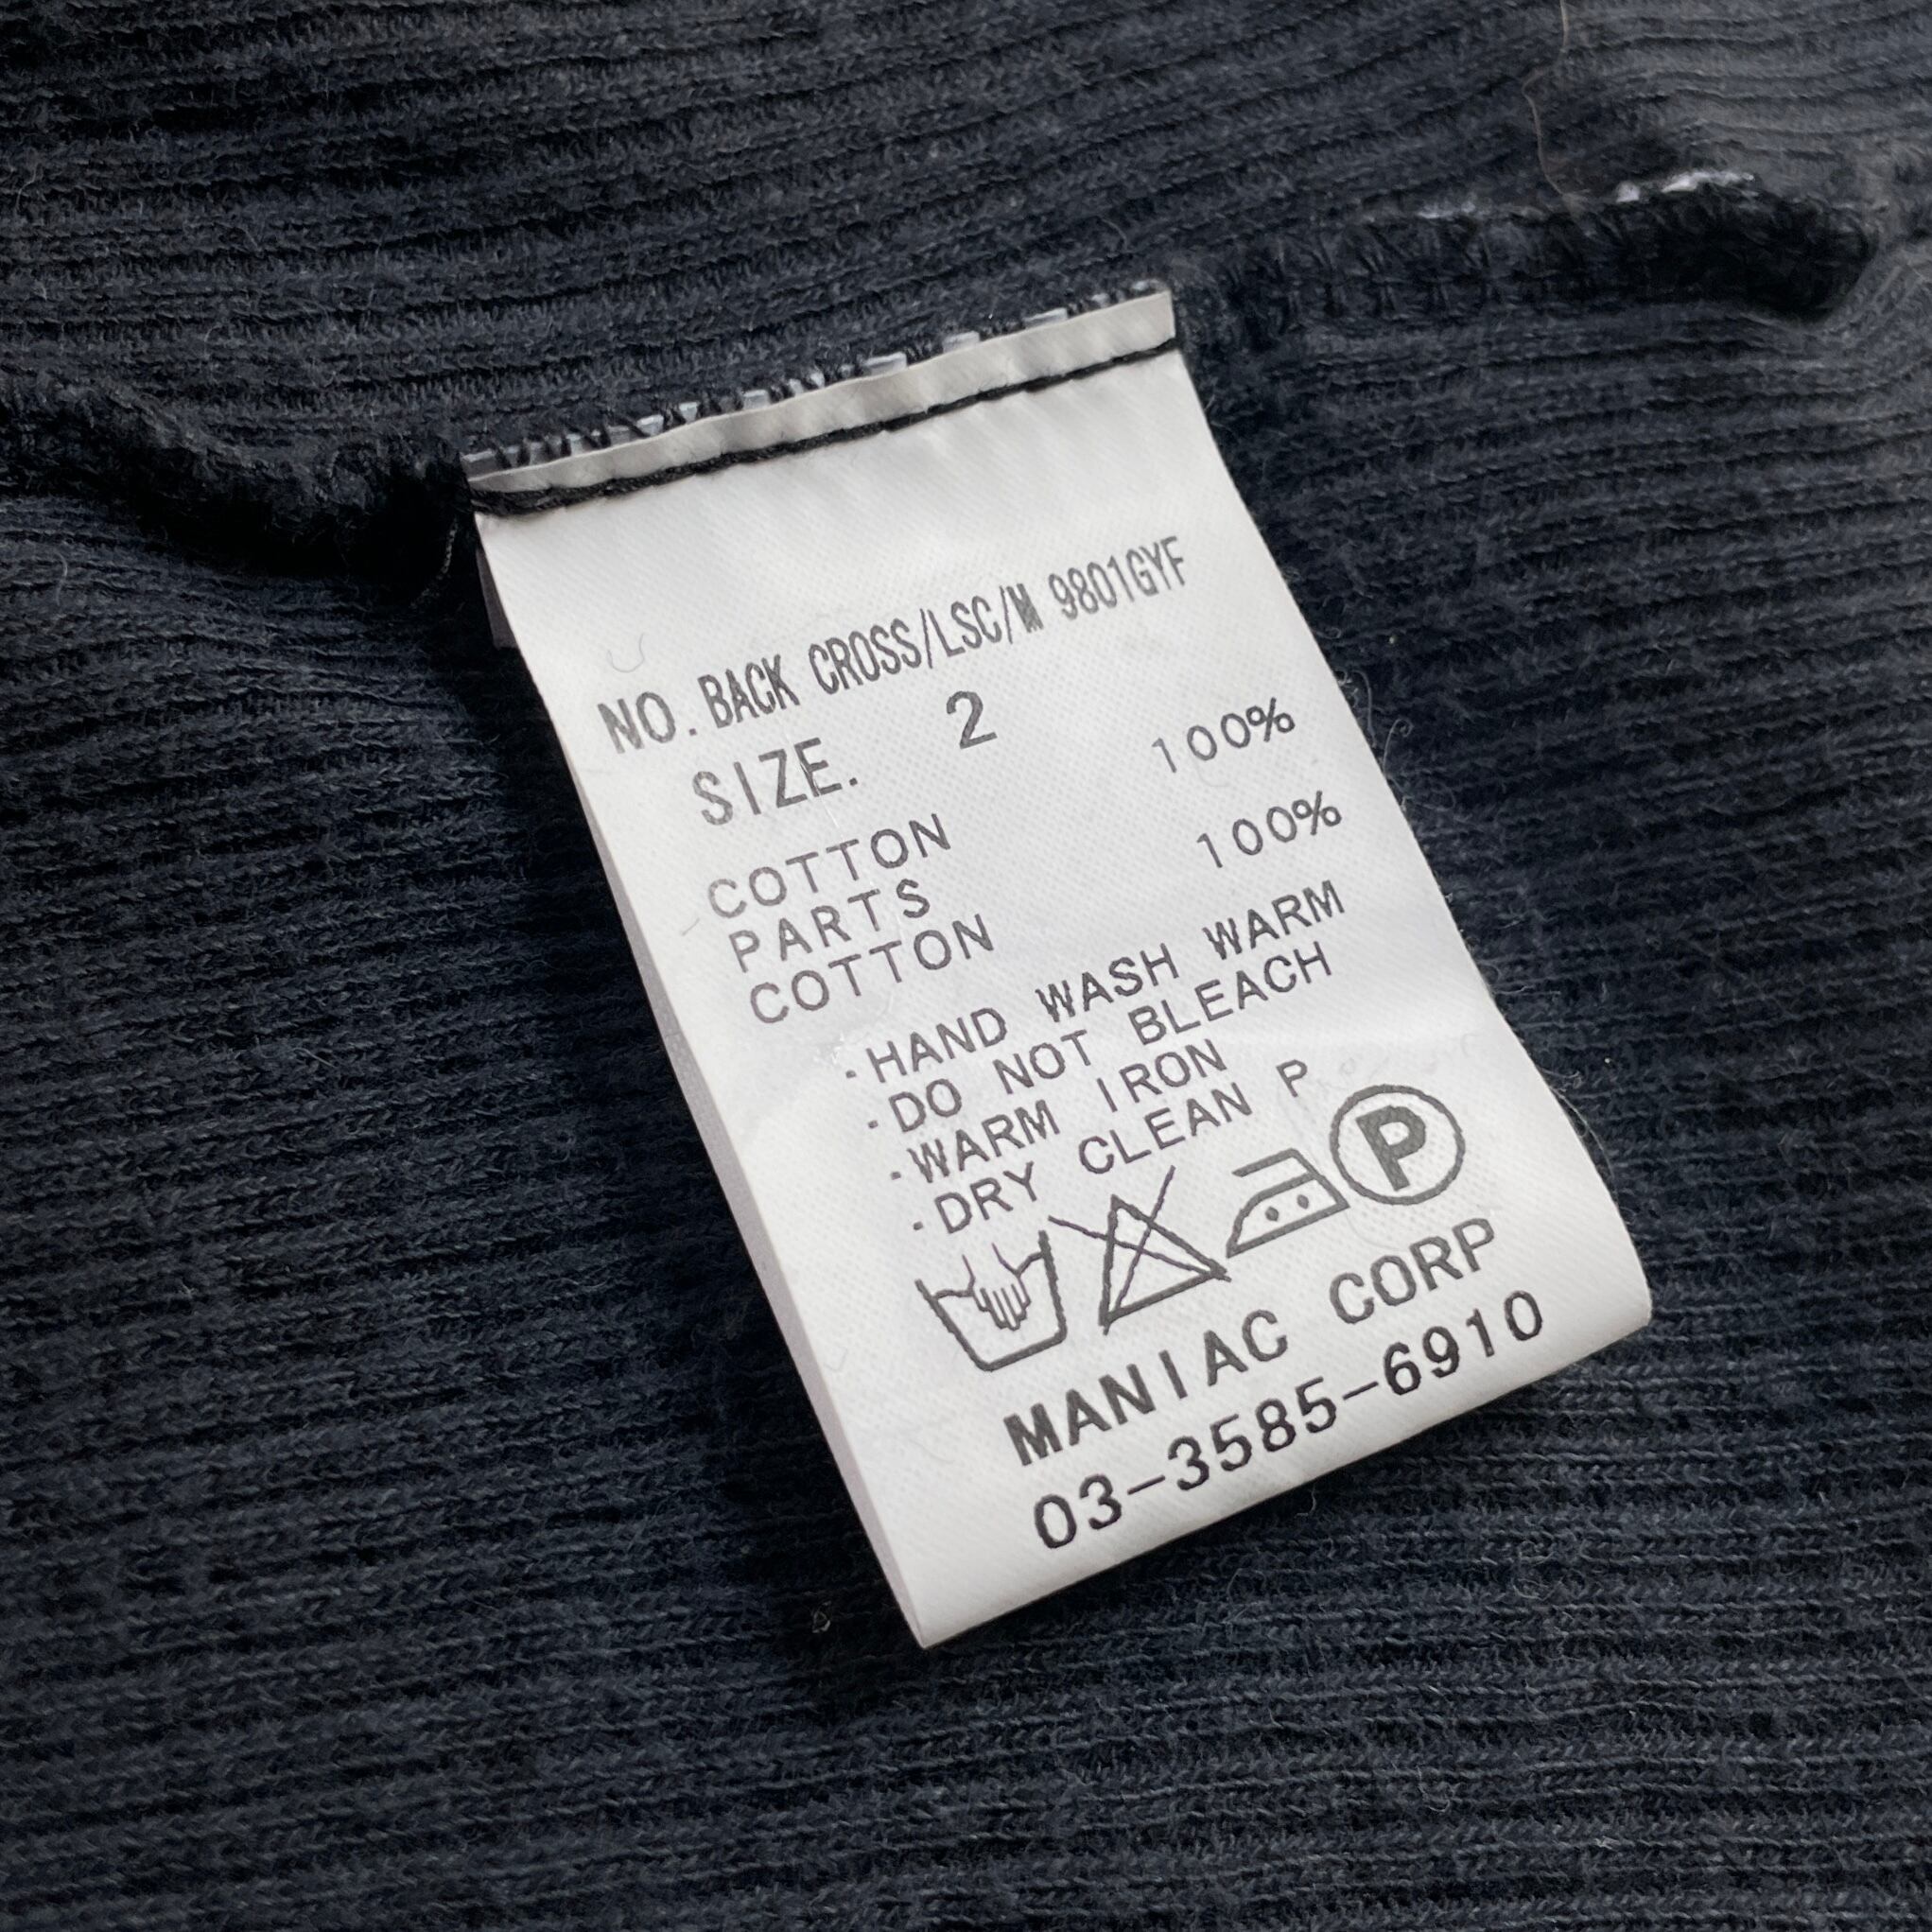 NO. BACK CROSS/LSC/M 9801GYF
SIZE. 2
COTTON 100%
PARTS
COTTON 100%
・HAND WASH WARM
・DO NOT BLEACH
・WARM IRON
・DRY CLEAN P
P
MANIAC CORP
03-3585-6910